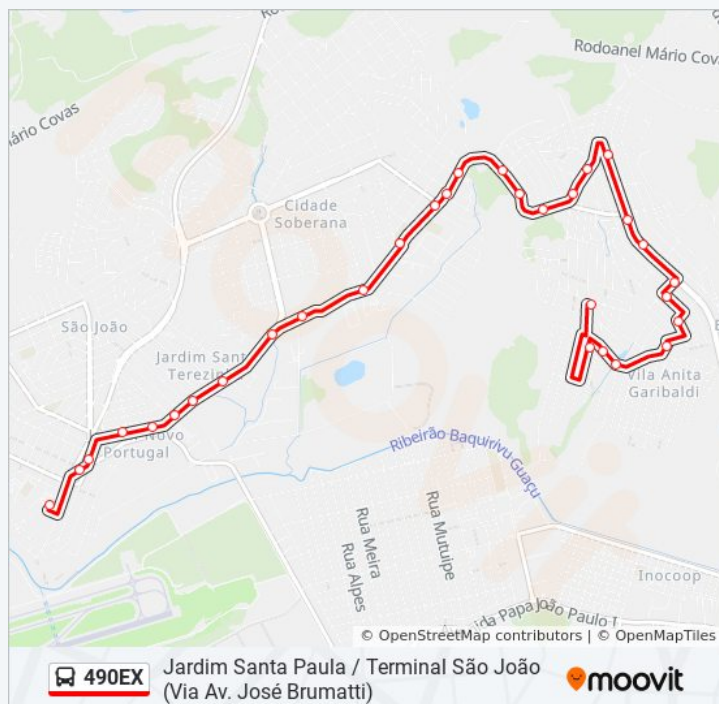 Rodoanel Mário Covas
Mário Covas
Cidade
Soberana
São João
Jardim Sant
Terezin
Vila Anita
Garibaldi
Novo
Portugal
Ribeirão Baquirivu Guaçu
Rua Meira
Rua Alpes
Rua Mutuipe
Inocoop
ida Papa João Paulo I
© OpenStreetMap contributors | © OpenMapTiles
490EX
Jardim Santa Paula / Terminal São João
(Via Av. José Brumatti)
moovit